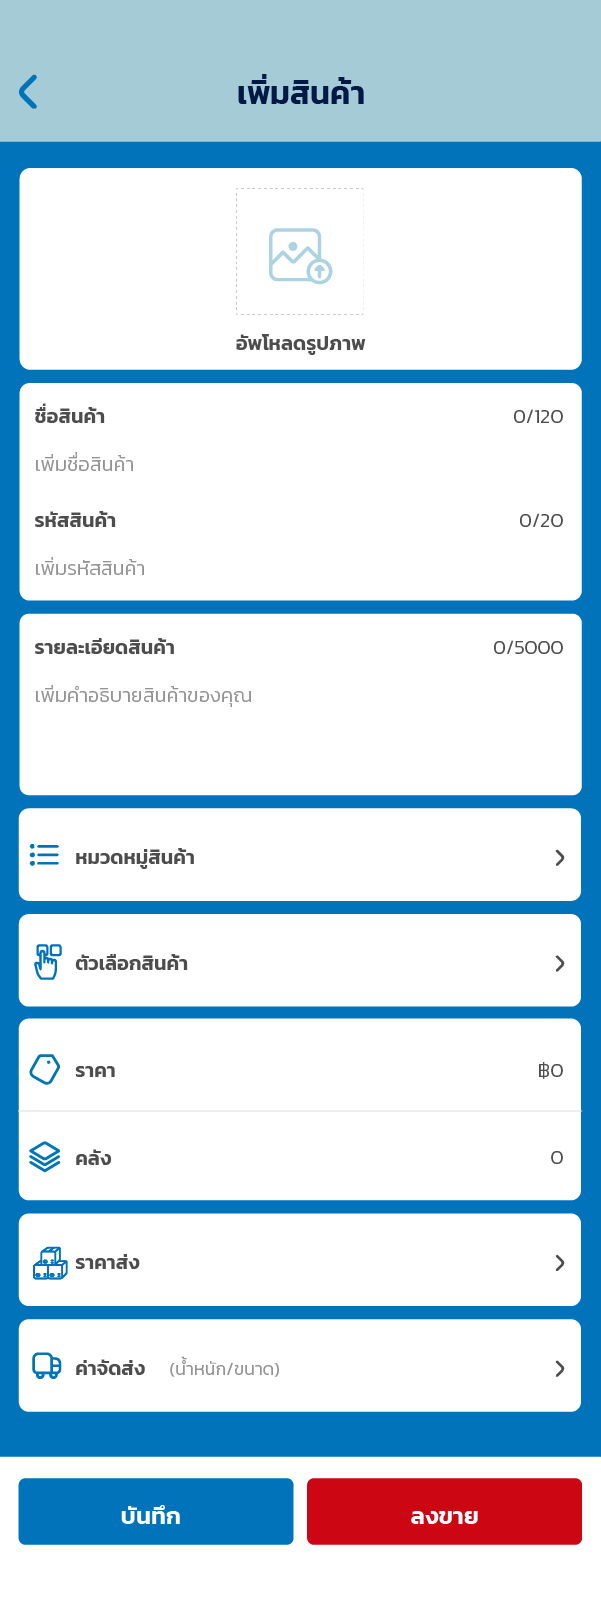 เพิ่มสินค้า
อัพโหลดรูปภาพ
ชื่อสินค้า 0/120
เพิ่มชื่อสินค้า
รหัสสินค้า 0/20
เพิ่มรหัสสินค้า
รายละเอียดสินค้า 0/5000
เพิ่มคำอธิบายสินค้าของคุณ
หมวดหมู่สินค้า
ตัวเลือกสินค้า
ราคา ฿0
คลัง 0
ราคาส่ง
ค่าจัดส่ง (น้ำหนัก/ขนาด)
บันทึก ลงขาย